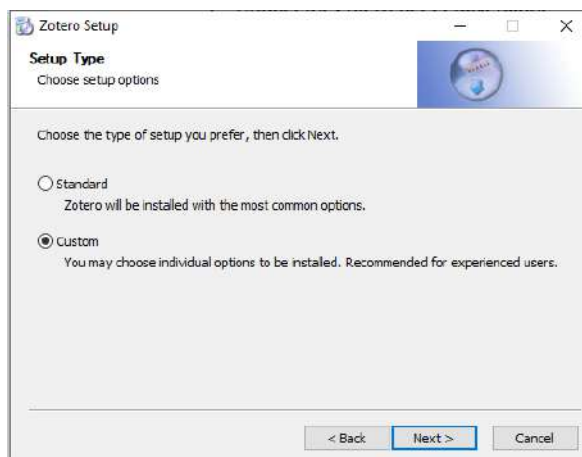 Zotero Setup
Setup Type
Choose setup options
Choose the type of setup you prefer, then click Next.
Standard
Zotero will be installed with the most common options.
Custom
You may choose individual options to be installed. Recommended for experienced users.
< Back Next > Cancel